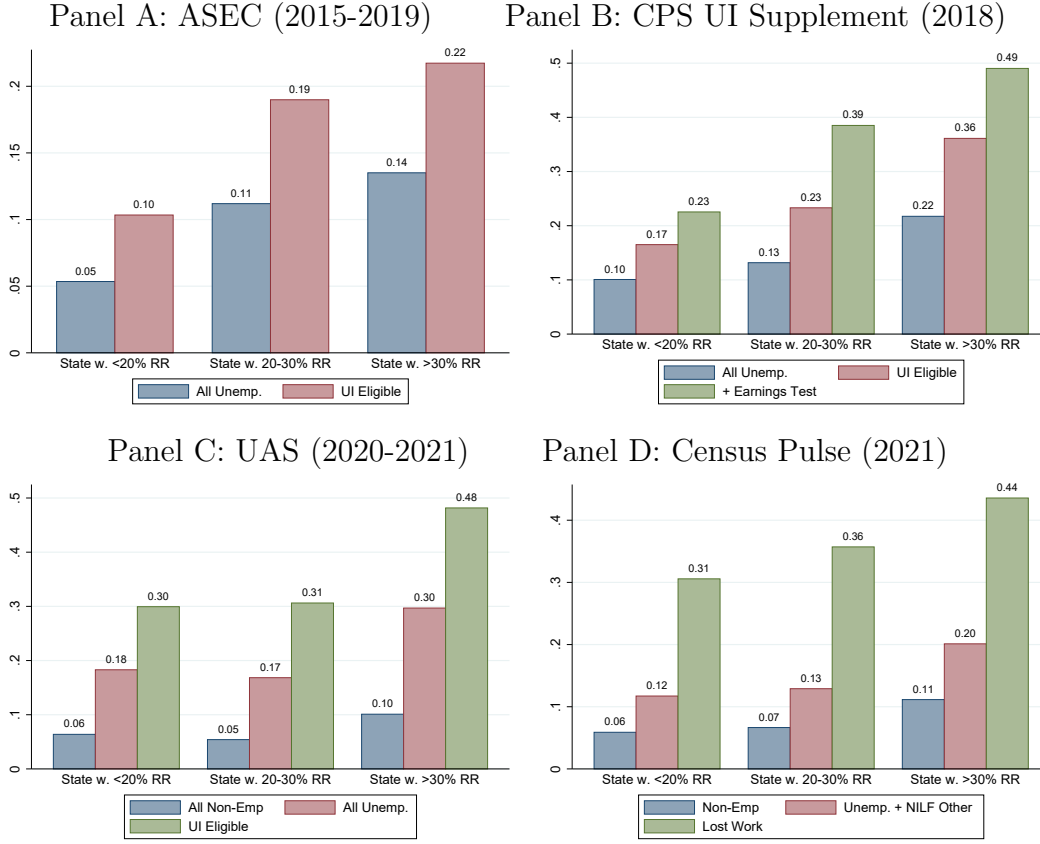 Panel A: ASEC (2015-2019)
0 .05 .1 .15 .2
0.05 0.10 0.11 0.19 0.14 0.22
State w. <20% RR State w. 20-30% RR State w. >30% RR
All Unemp. UI Eligible
Panel B: CPS UI Supplement (2018)
0 .1 .2 .3 .4 .5
0.10 0.17 0.23 0.13 0.23 0.39 0.22 0.36 0.49
State w. <20% RR State w. 20-30% RR State w. >30% RR
All Unemp. UI Eligible
+ Earnings Test
Panel C: UAS (2020-2021)
0 .1 .2 .3 .4 .5
0.06 0.18 0.30 0.05 0.17 0.31 0.10 0.30 0.48
State w. <20% RR State w. 20-30% RR State w. >30% RR
All Non-Emp All Unemp.
UI Eligible
Panel D: Census Pulse (2021)
0 .1 .2 .3 .4
0.06 0.12 0.31 0.07 0.13 0.36 0.11 0.20 0.44
State w. <20% RR State w. 20-30% RR State w. >30% RR
Non-Emp Unemp. + NILF Other
Lost Work